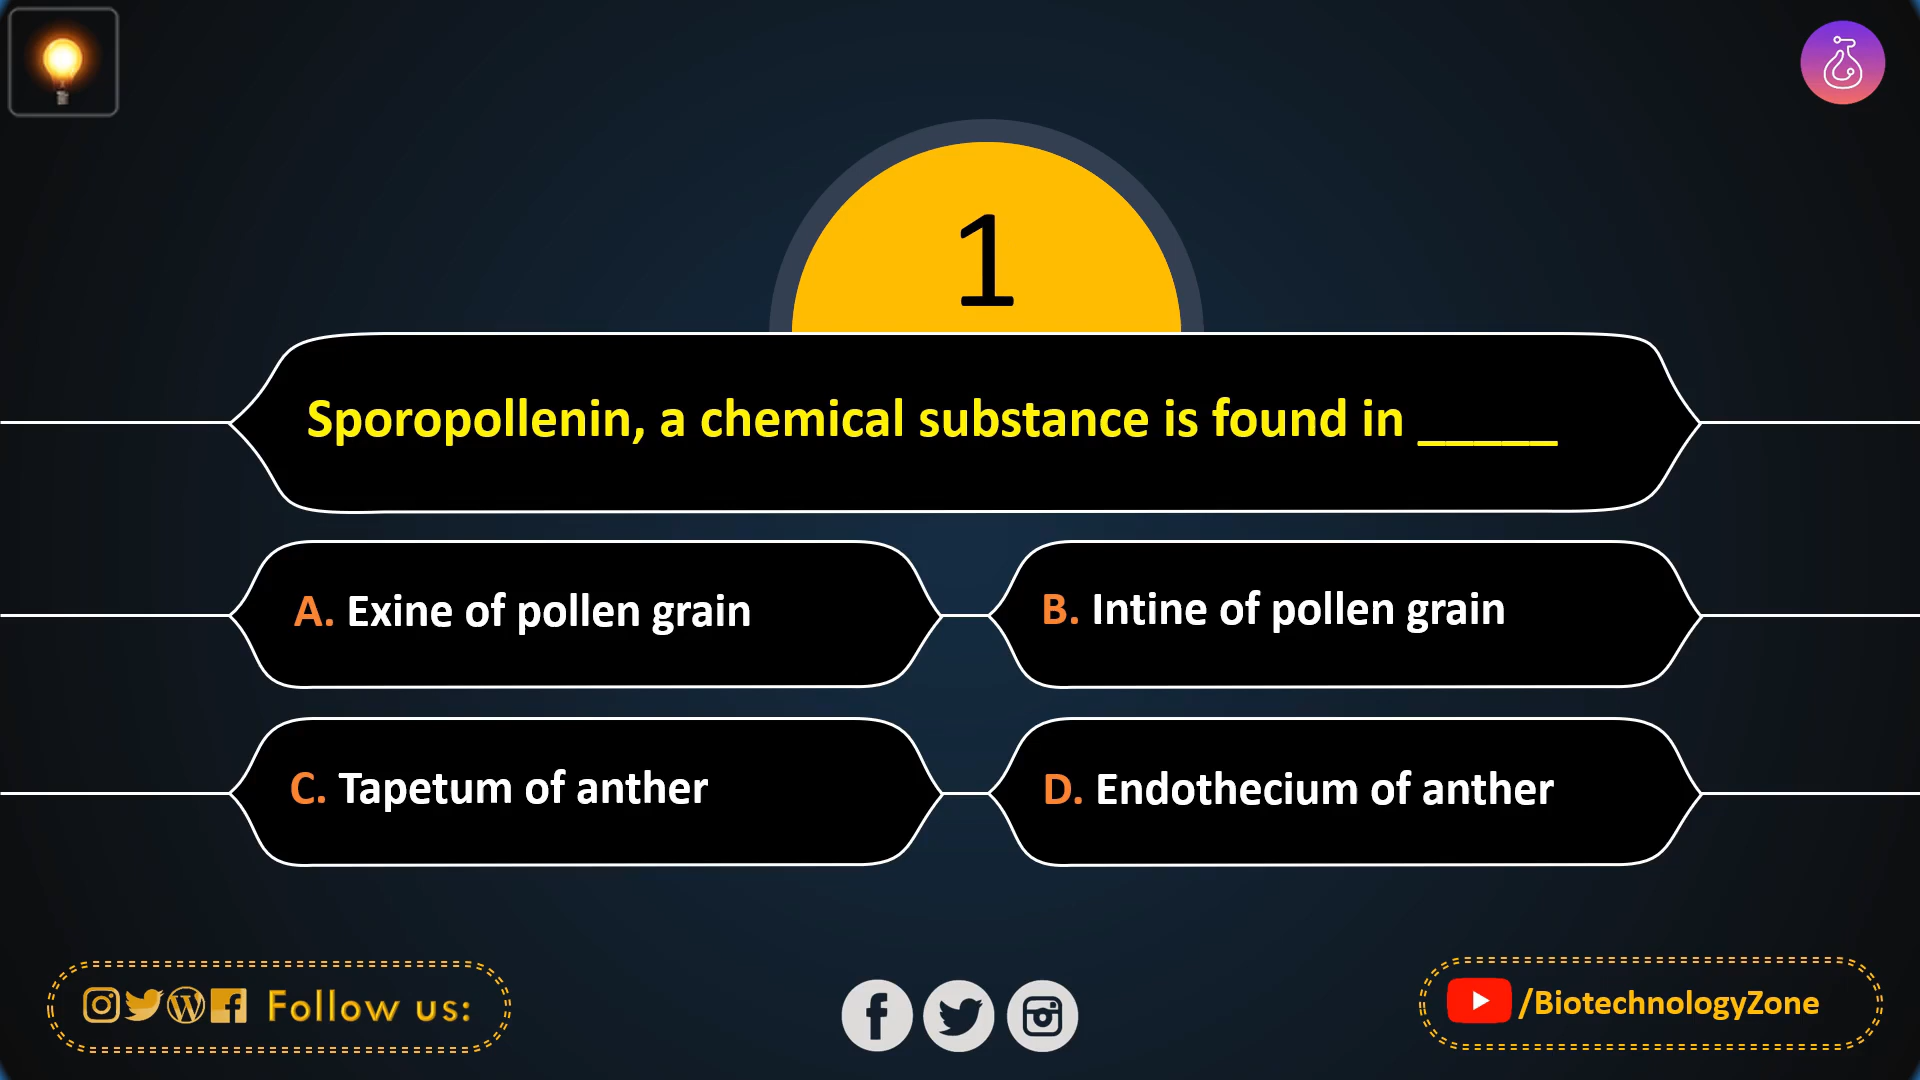 1
Sporopollenin, a chemical substance is found in _____
A. Exine of pollen grain
B. Intine of pollen grain
C. Tapetum of anther
D. Endothecium of anther
Follow us:
/BiotechnologyZone